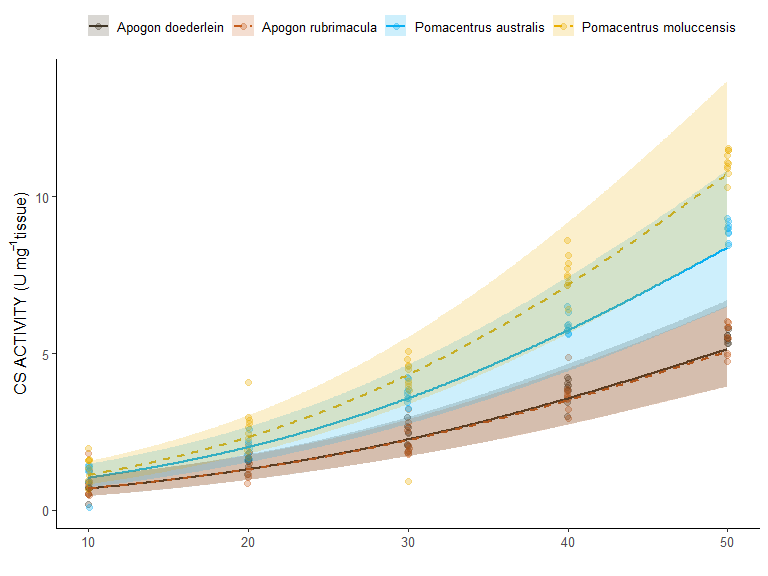 Apogon doederlein Apogon rubrimacula Pomacentrus australis Pomacentrus moluccensis
CS ACTIVITY (U mg⁻¹tissue)
10
5
0
10 20 30 40 50